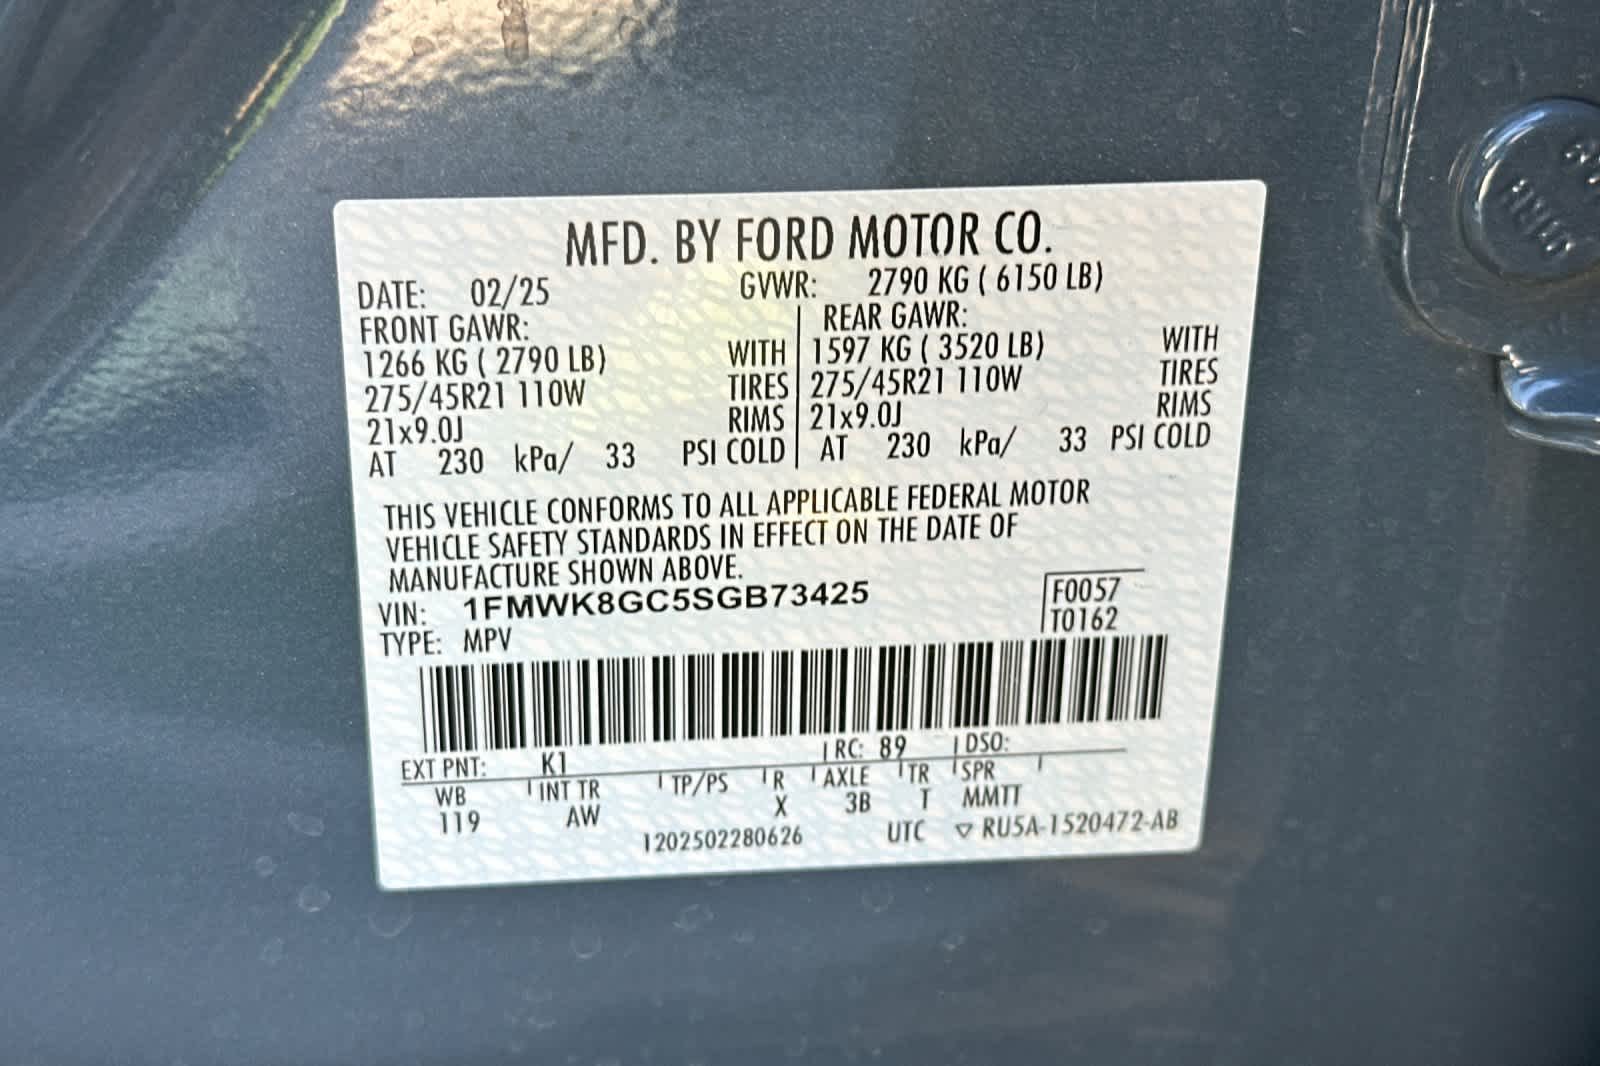 MFD. BY FORD MOTOR CO.
DATE: 02/25 GVWR: 2790 KG ( 6150 LB)
FRONT GAWR: REAR GAWR:
1266 KG ( 2790 LB) WITH 1597 KG ( 3520 LB) WITH
275/45R21 110W TIRES 275/45R21 110W TIRES
21x9.0J RIMS 21x9.0J RIMS
AT 230 kPa/ 33 PSI COLD AT 230 kPa/ 33 PSI COLD
THIS VEHICLE CONFORMS TO ALL APPLICABLE FEDERAL MOTOR
VEHICLE SAFETY STANDARDS IN EFFECT ON THE DATE OF
MANUFACTURE SHOWN ABOVE.
VIN: 1FMWK8GC5SGB73425 F0057
TYPE: MPV T0162
EXT PNT: K1 RC: 89 DSO:
WB INT TR TP/PS R AXLE TR SPR
119 AW X 3B T MMTT
1202502280626 UTC ▽ RU5A-1520472-AB